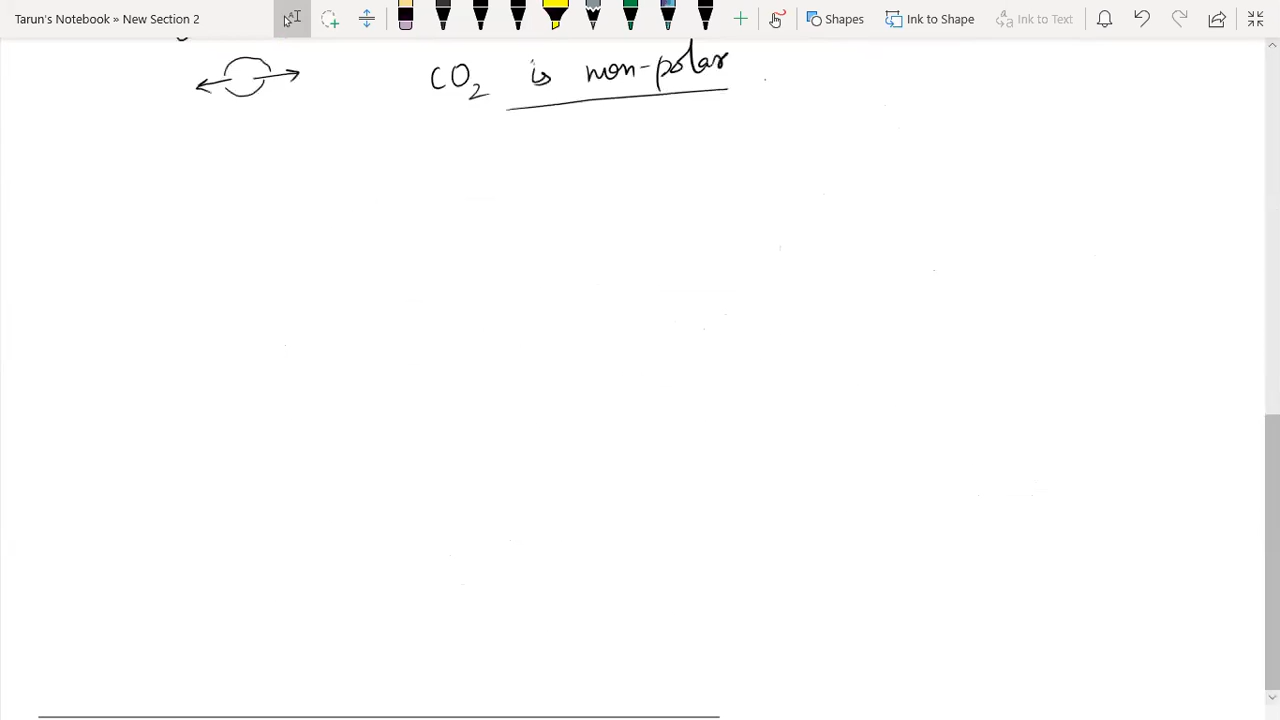 Tarun's Notebook » New Section 2
Shapes
Ink to Shape
Ink to Text
CO₂ is non-polar